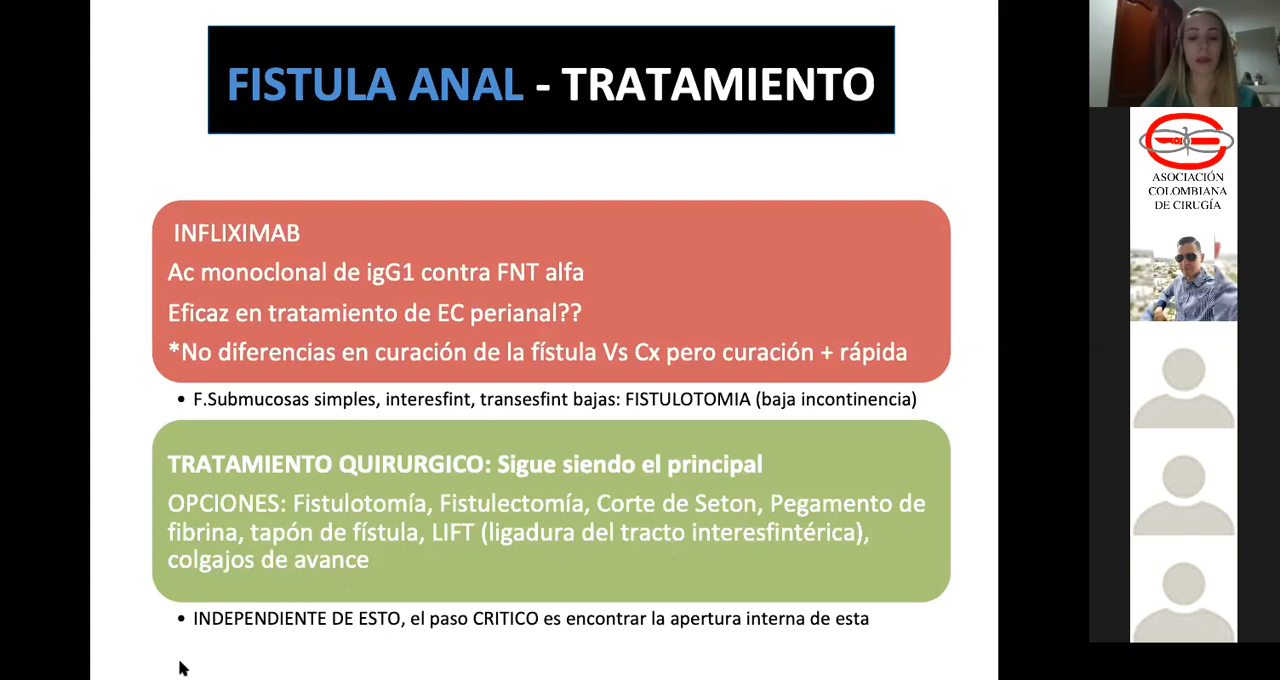 FISTULA ANAL - TRATAMIENTO
INFLIXIMAB
Ac monoclonal de igG1 contra FNT alfa
Eficaz en tratamiento de EC perianal??
*No diferencias en curación de la fístula Vs Cx pero curación + rápida
• F.Submucosas simples, interesfint, transesfint bajas: FISTULOTOMIA (baja incontinencia)
TRATAMIENTO QUIRURGICO: Sigue siendo el principal
OPCIONES: Fistulotomía, Fistulectomía, Corte de Seton, Pegamento de
fibrina, tapón de fístula, LIFT (ligadura del tracto interesfintérica),
colgajos de avance
• INDEPENDIENTE DE ESTO, el paso CRITICO es encontrar la apertura interna de esta
ASOCIACIÓN
COLOMBIANA
DE CIRUGÍA